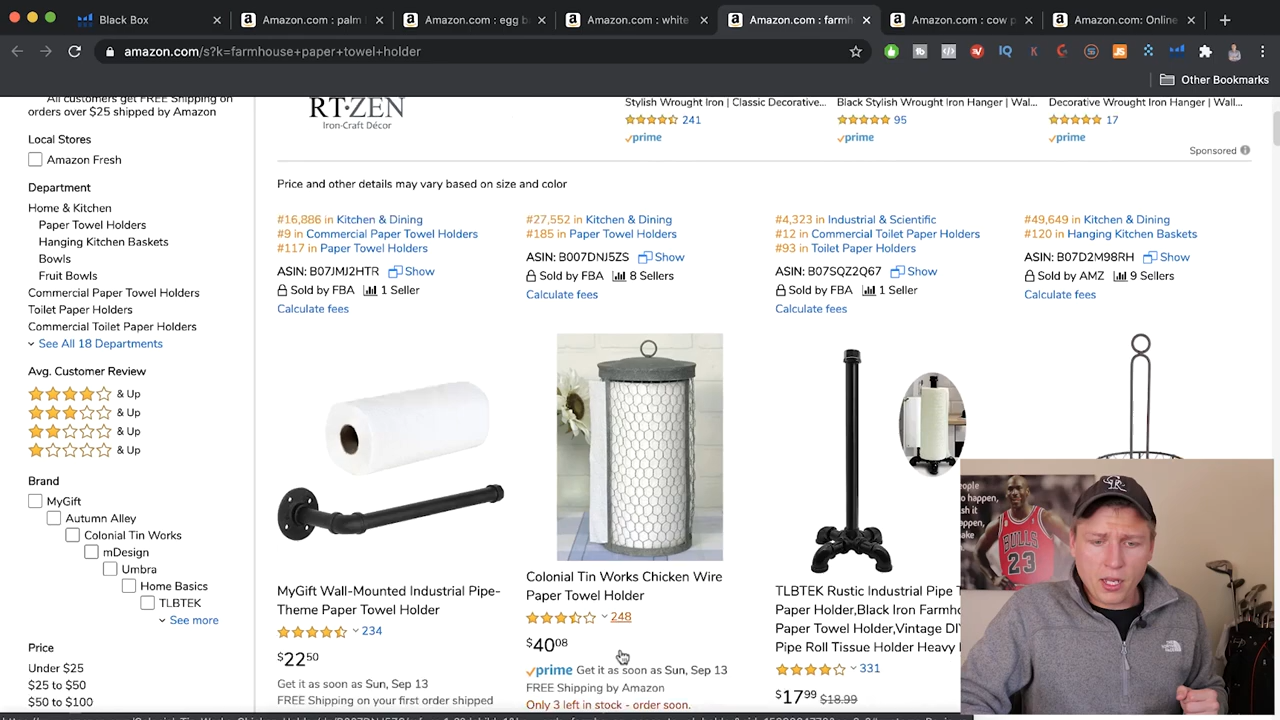 Black Box
Amazon.com : palm
Amazon.com : egg b
Amazon.com : white
Amazon.com : farmh
Amazon.com : cow p
Amazon.com: Online
amazon.com/s?k=farmhouse+paper+towel+holder
Other Bookmarks
All customers get FREE Shipping on
orders over $25 shipped by Amazon
Local Stores
Amazon Fresh
Department
Home & Kitchen
Paper Towel Holders
Hanging Kitchen Baskets
Bowls
Fruit Bowls
Commercial Paper Towel Holders
Toilet Paper Holders
Commercial Toilet Paper Holders
See All 18 Departments
Avg. Customer Review
& Up
& Up
& Up
& Up
Brand
MyGift
Autumn Alley
Colonial Tin Works
mDesign
Umbra
Home Basics
TLBTEK
See more
Price
Under $25
$25 to $50
$50 to $100
RT·ZEN
Iron-Craft Décor
Stylish Wrought Iron | Classic Decorative...
241
prime
Black Stylish Wrought Iron Hanger | Wal...
95
prime
Decorative Wrought Iron Hanger | Wall...
17
prime
Sponsored
Price and other details may vary based on size and color
#16,886 in Kitchen & Dining
#9 in Commercial Paper Towel Holders
#117 in Paper Towel Holders
ASIN: B07JMJ2HTR Show
Sold by FBA 1 Seller
Calculate fees
MyGift Wall-Mounted Industrial Pipe-
Theme Paper Towel Holder
234
$22.50
Get it as soon as Sun, Sep 13
FREE Shipping on your first order shipped
#27,552 in Kitchen & Dining
#185 in Paper Towel Holders
ASIN: B007DNJ5ZS Show
Sold by FBA 8 Sellers
Calculate fees
Colonial Tin Works Chicken Wire
Paper Towel Holder
248
$40.08
prime Get it as soon as Sun, Sep 13
FREE Shipping by Amazon
Only 3 left in stock - order soon.
#4,323 in Industrial & Scientific
#12 in Commercial Toilet Paper Holders
#93 in Toilet Paper Holders
ASIN: B07SQZ2Q67 Show
Sold by FBA 1 Seller
Calculate fees
TLBTEK Rustic Industrial Pipe T
Paper Holder,Black Iron Farmh
Paper Towel Holder,Vintage DI
Pipe Roll Tissue Holder Heavy
331
$17.99 $18.99
#49,649 in Kitchen & Dining
#120 in Hanging Kitchen Baskets
ASIN: B07D2M98RH Show
Sold by AMZ 9 Sellers
Calculate fees
people
to happen,
sh it
happen,
make
BULLS
23